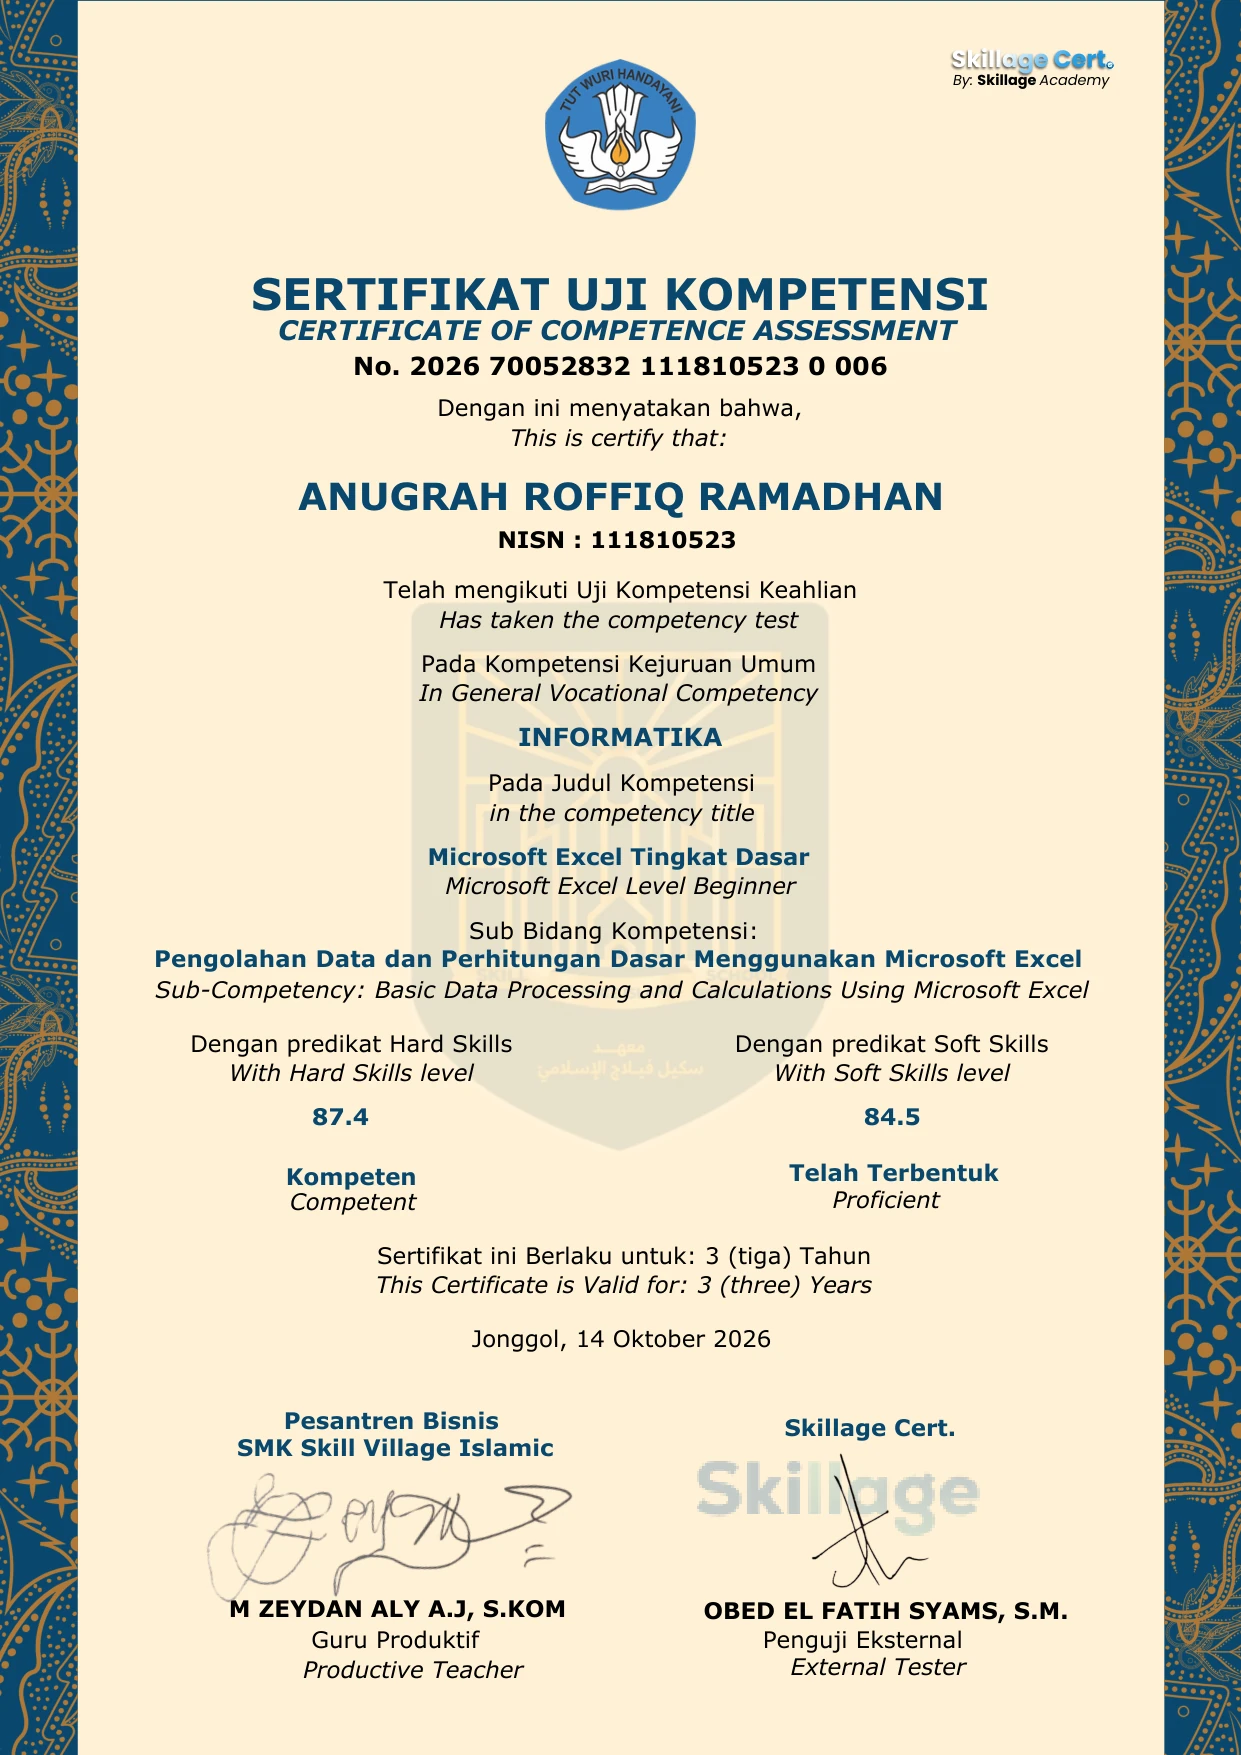 Skillage Cert.
By: Skillage Academy
TUT WURI HANDAYANI
SERTIFIKAT UJI KOMPETENSI
CERTIFICATE OF COMPETENCE ASSESSMENT
No. 2026 70052832 111810523 0 006
Dengan ini menyatakan bahwa,
This is certify that:
ANUGRAH ROFFIQ RAMADHAN
NISN : 111810523
Telah mengikuti Uji Kompetensi Keahlian
Has taken the competency test
Pada Kompetensi Kejuruan Umum
In General Vocational Competency
INFORMATIKA
Pada Judul Kompetensi
in the competency title
Microsoft Excel Tingkat Dasar
Microsoft Excel Level Beginner
Sub Bidang Kompetensi:
Pengolahan Data dan Perhitungan Dasar Menggunakan Microsoft Excel
Sub-Competency: Basic Data Processing and Calculations Using Microsoft Excel
Dengan predikat Hard Skills
With Hard Skills level
87.4
Kompeten
Competent
Dengan predikat Soft Skills
With Soft Skills level
84.5
Telah Terbentuk
Proficient
معهد
سكيل فيلاج الإسلامي
Sertifikat ini Berlaku untuk: 3 (tiga) Tahun
This Certificate is Valid for: 3 (three) Years
Jonggol, 14 Oktober 2026
Pesantren Bisnis
SMK Skill Village Islamic
M ZEYDAN ALY A.J, S.KOM
Guru Produktif
Productive Teacher
Skillage Cert.
Skillage
OBED EL FATIH SYAMS, S.M.
Penguji Eksternal
External Tester